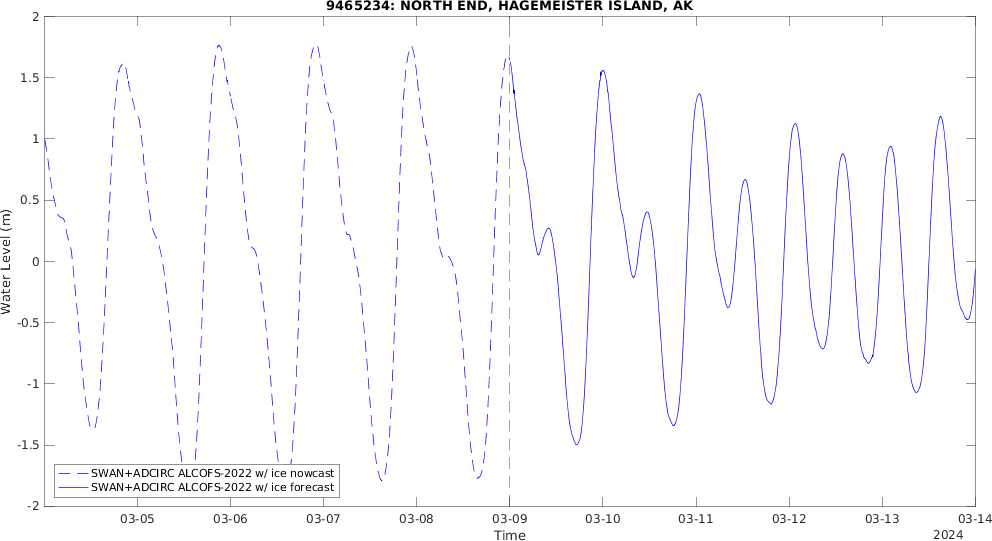 9465234: NORTH END, HAGEMEISTER ISLAND, AK
2
1.5
1
0.5
0
-0.5
-1
-1.5
-2
Water Level (m)
SWAN+ADCIRC ALCOFS-2022 w/ ice nowcast
SWAN+ADCIRC ALCOFS-2022 w/ ice forecast
03-05 03-06 03-07 03-08 03-09 03-10 03-11 03-12 03-13 03-14
Time
2024